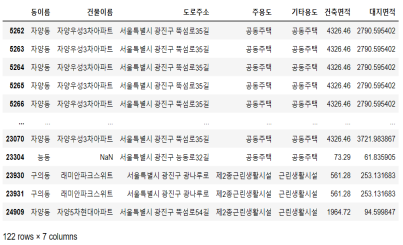 동이름 건물이름 도로주소 주용도 기타용도 건축면적 대지면적
5262 자양동 자양우성3차아파트 서울특별시 광진구 뚝섬로35길 공동주택 공동주택 4326.46 2790.595402
5263 자양동 자양우성3차아파트 서울특별시 광진구 뚝섬로35길 공동주택 공동주택 4326.46 2790.595402
5264 자양동 자양우성3차아파트 서울특별시 광진구 뚝섬로35길 공동주택 공동주택 4326.46 2790.595402
5265 자양동 자양우성3차아파트 서울특별시 광진구 뚝섬로35길 공동주택 공동주택 4326.46 2790.595402
5266 자양동 자양우성3차아파트 서울특별시 광진구 뚝섬로35길 공동주택 공동주택 4326.46 2790.595402
... ... ... ... ... ... ... ...
23070 자양동 자양우성3차아파트 서울특별시 광진구 뚝섬로35길 공동주택 공동주택 4326.46 3721.983867
23304 능동 NaN 서울특별시 광진구 능동로32길 공동주택 공동주택 73.29 61.835905
23930 구의동 래미안파크스위트 서울특별시 광진구 광나루로 제2종근린생활시설 근린생활시설 561.28 253.131683
23931 구의동 래미안파크스위트 서울특별시 광진구 광나루로 제2종근린생활시설 근린생활시설 561.28 253.131683
24909 자양동 자양5차현대아파트 서울특별시 광진구 뚝섬로54길 공동주택 공동주택 1964.72 94.599847
122 rows × 7 columns